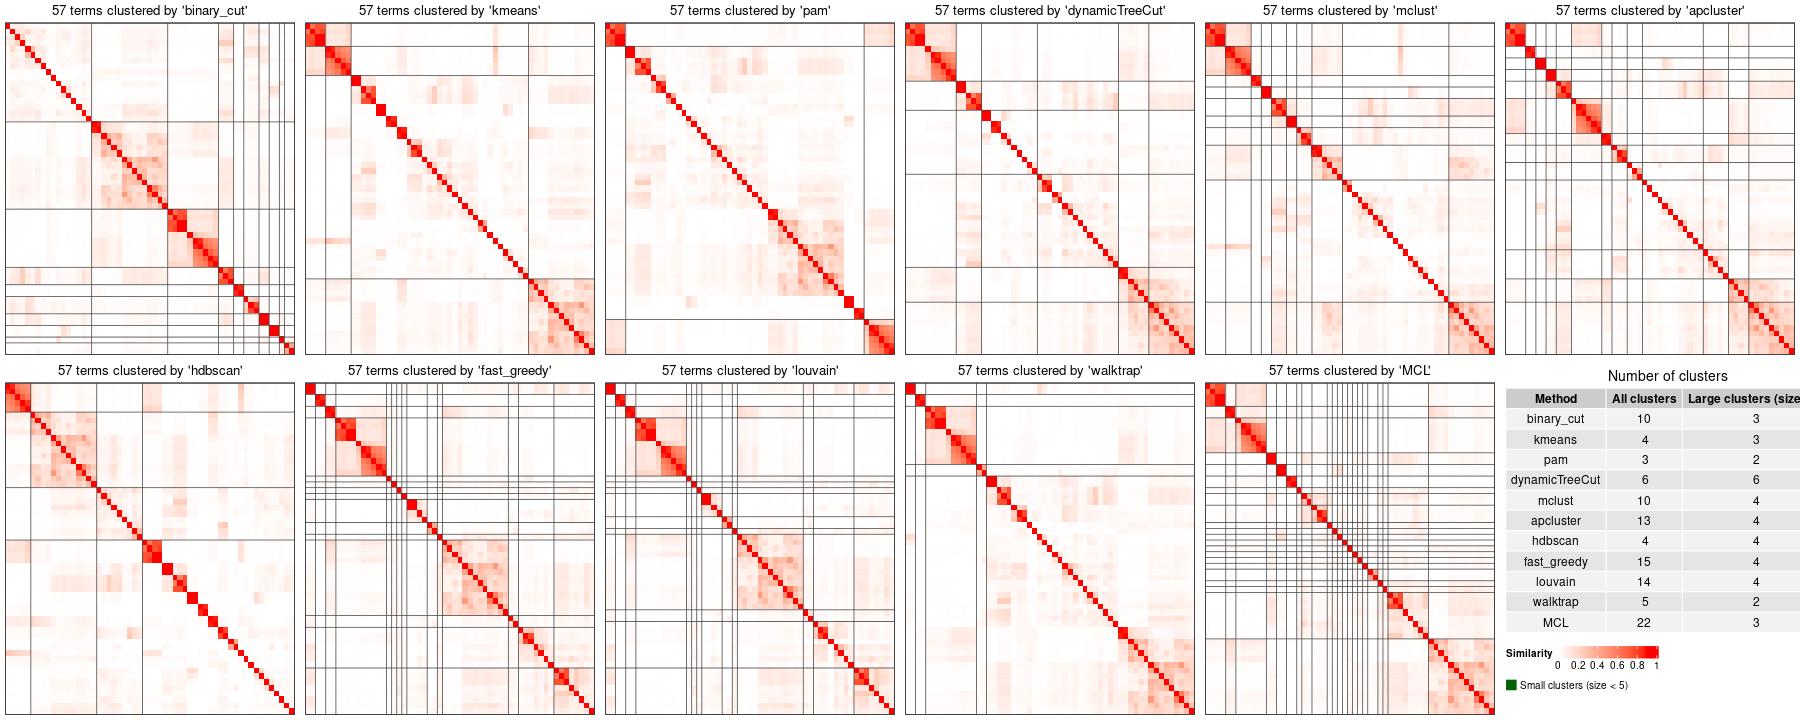 57 terms clustered by 'binary_cut'
57 terms clustered by 'kmeans'
57 terms clustered by 'pam'
57 terms clustered by 'dynamicTreeCut'
57 terms clustered by 'mclust'
57 terms clustered by 'apcluster'
57 terms clustered by 'hdbscan'
57 terms clustered by 'fast_greedy'
57 terms clustered by 'louvain'
57 terms clustered by 'walktrap'
57 terms clustered by 'MCL'
Number of clusters
Method All clusters Large clusters (size
binary_cut 10 3
kmeans 4 3
pam 3 2
dynamicTreeCut 6 6
mclust 10 4
apcluster 13 4
hdbscan 4 4
fast_greedy 15 4
louvain 14 4
walktrap 5 2
MCL 22 3
Similarity
0 0.2 0.4 0.6 0.8 1
Small clusters (size < 5)